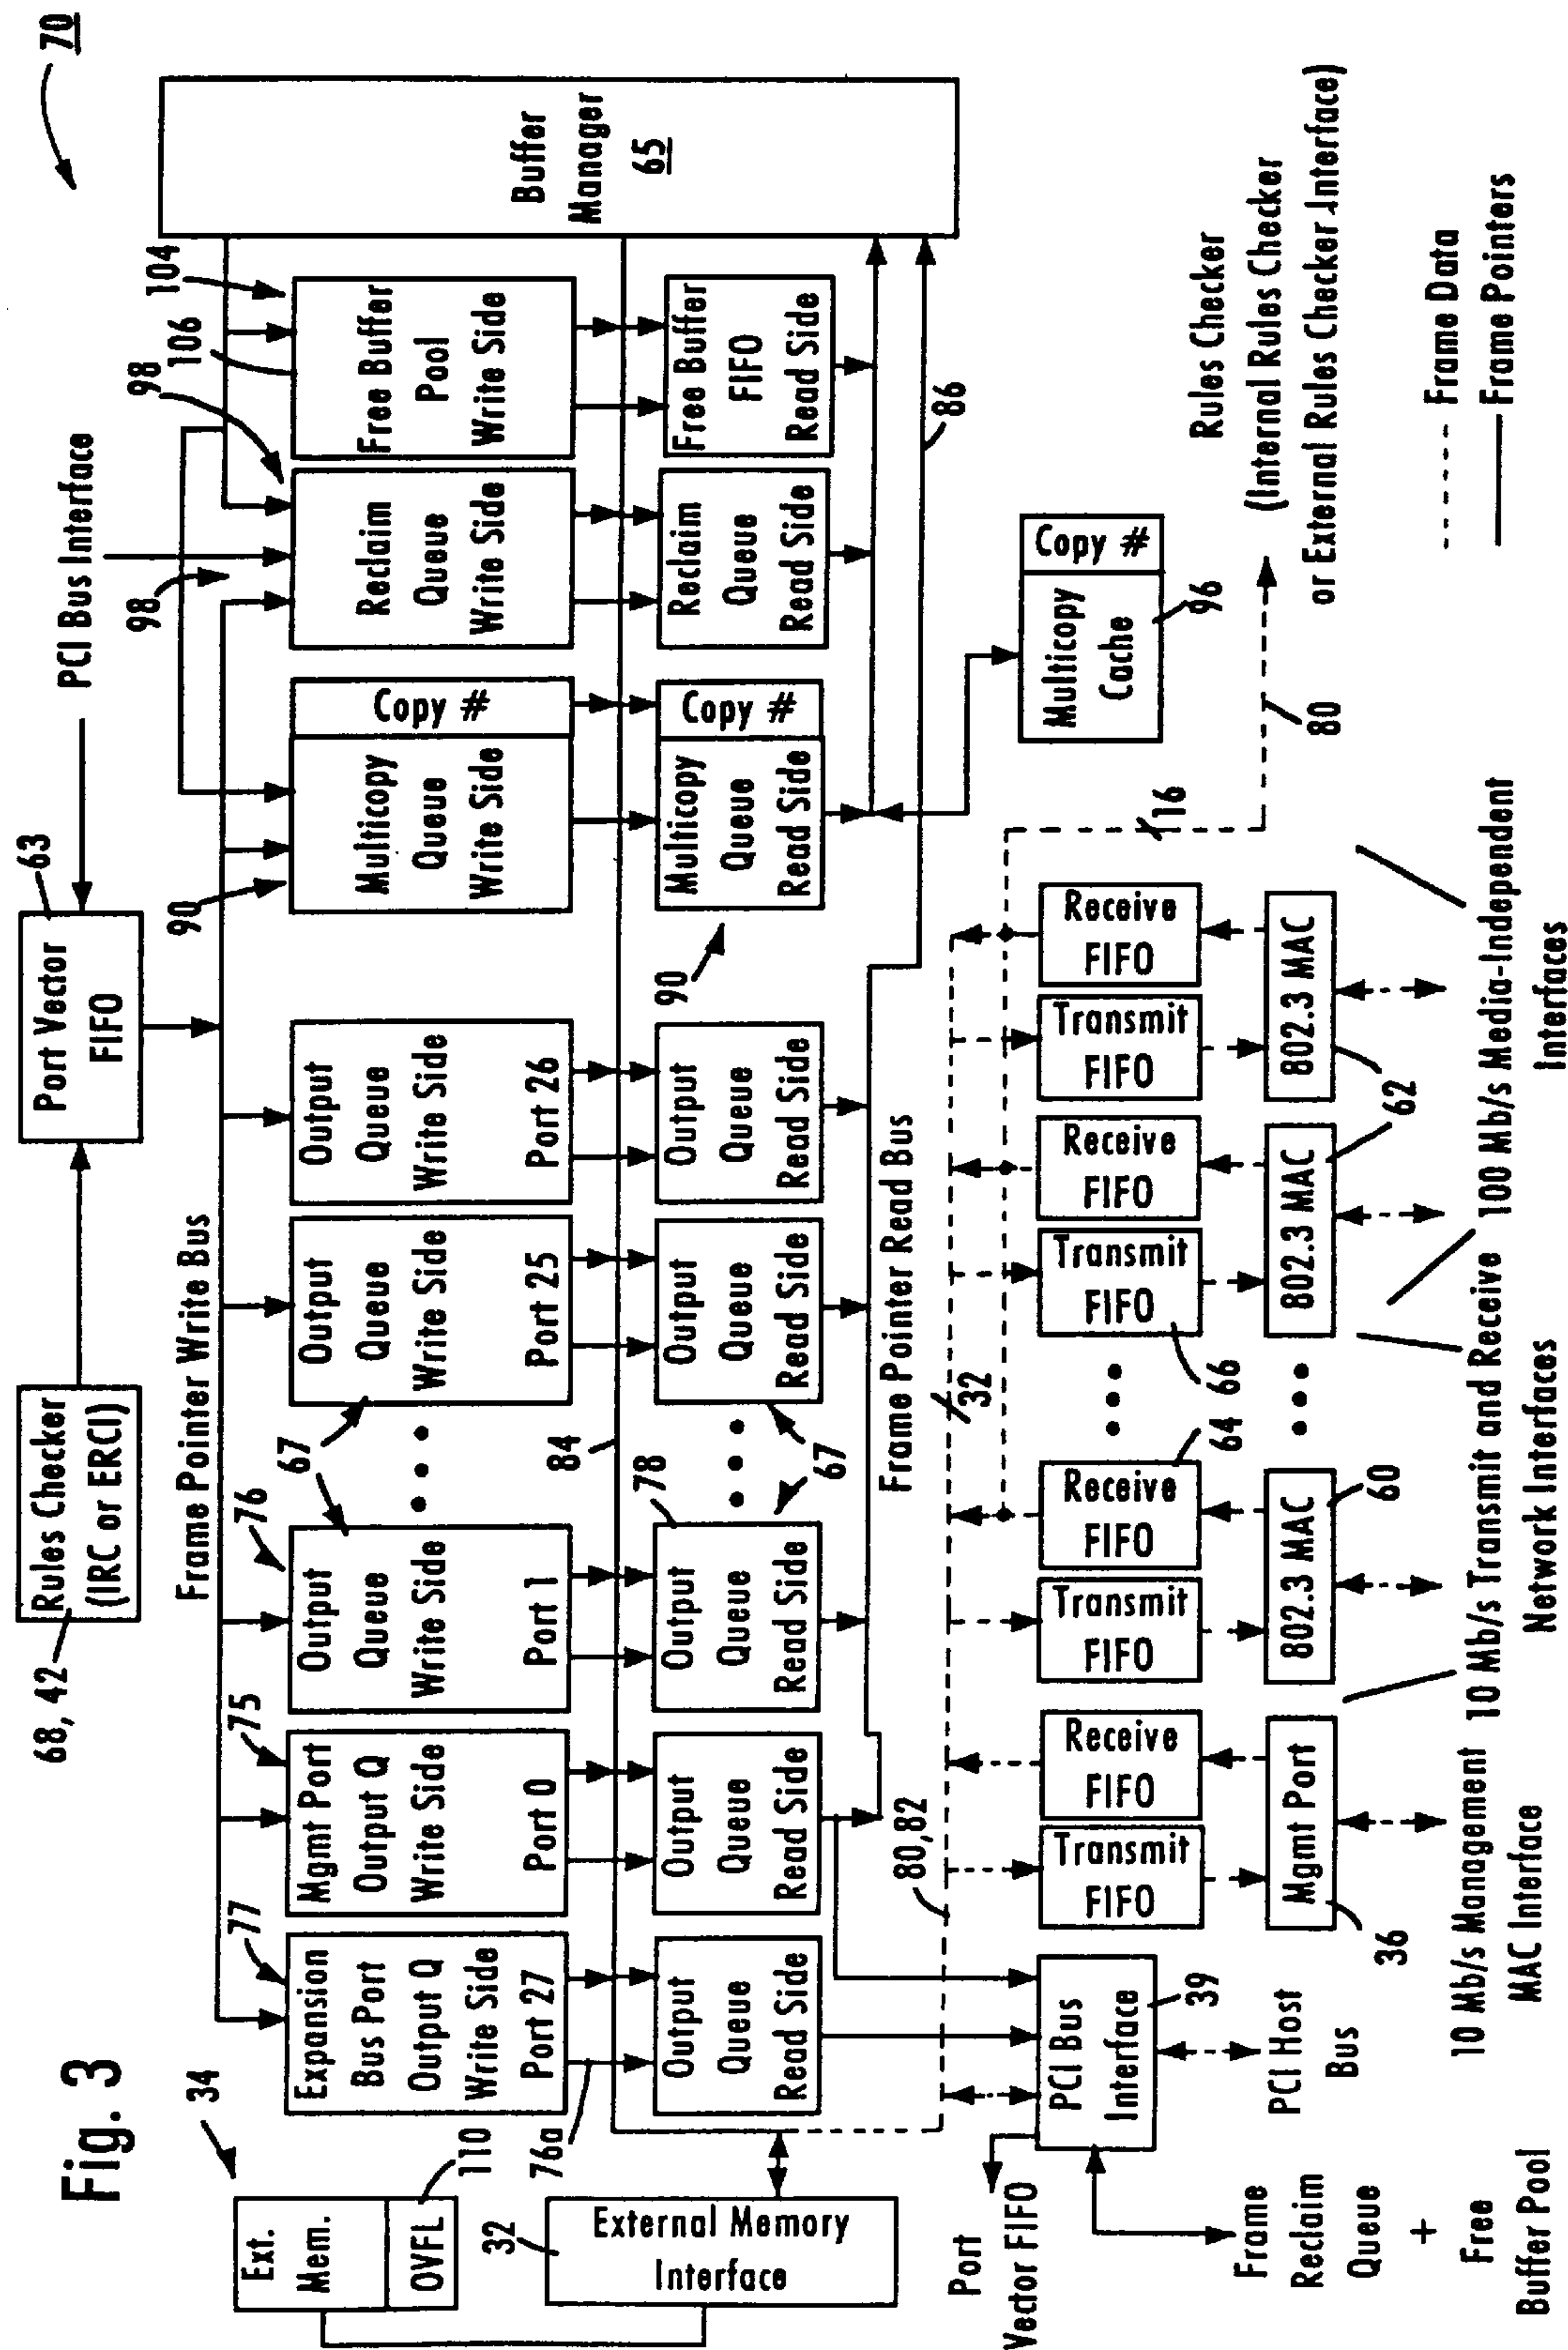 Fig. 3
70
34
Ext.
Mem.
OVFL
110
32
External Memory
Interface
68, 42
Rules Checker
(IRC or ERCI)
Port Vector
FIFO
63
PCI Bus Interface
Frame Pointer Write Bus
77
Expansion
Bus Port
Output Q
Write Side
Port 27
75
Mgmt Port
Output Q
Write Side
Port 0
76
Output
Queue
Write Side
Port 1
67
Output
Queue
Write Side
Port 25
Output
Queue
Write Side
Port 26
90
Multicopy
Queue
Write Side
Copy #
98
98
Reclaim
Queue
Write Side
106
104
Free Buffer
Pool
Write Side
Buffer
Manager
65
76a
84
Output
Queue
Read Side
Output
Queue
Read Side
78
Output
Queue
Read Side
67
Output
Queue
Read Side
Output
Queue
Read Side
90
Multicopy
Queue
Read Side
Copy #
Reclaim
Queue
Read Side
Free Buffer
FIFO
Read Side
Frame Pointer Read Bus
86
80,82
32
16
80
Multicopy
Cache
Copy #
96
Rules Checker
(Internal Rules Checker
or External Rules Checker Interface)
Port
Vector FIFO
PCI Bus
Interface
39
PCI Host
Bus
Frame
Reclaim
Queue
+
Free
Buffer Pool
Transmit
FIFO
Receive
FIFO
Mgmt Port
36
Transmit
FIFO
Receive
FIFO
64
802.3 MAC
60
Transmit
FIFO
66
Receive
FIFO
802.3 MAC
62
Transmit
FIFO
Receive
FIFO
802.3 MAC
10 Mb/s Management
MAC Interface
10 Mb/s Transmit and Receive
Network Interfaces
100 Mb/s Media-Independent
Interfaces
Frame Data
Frame Pointers